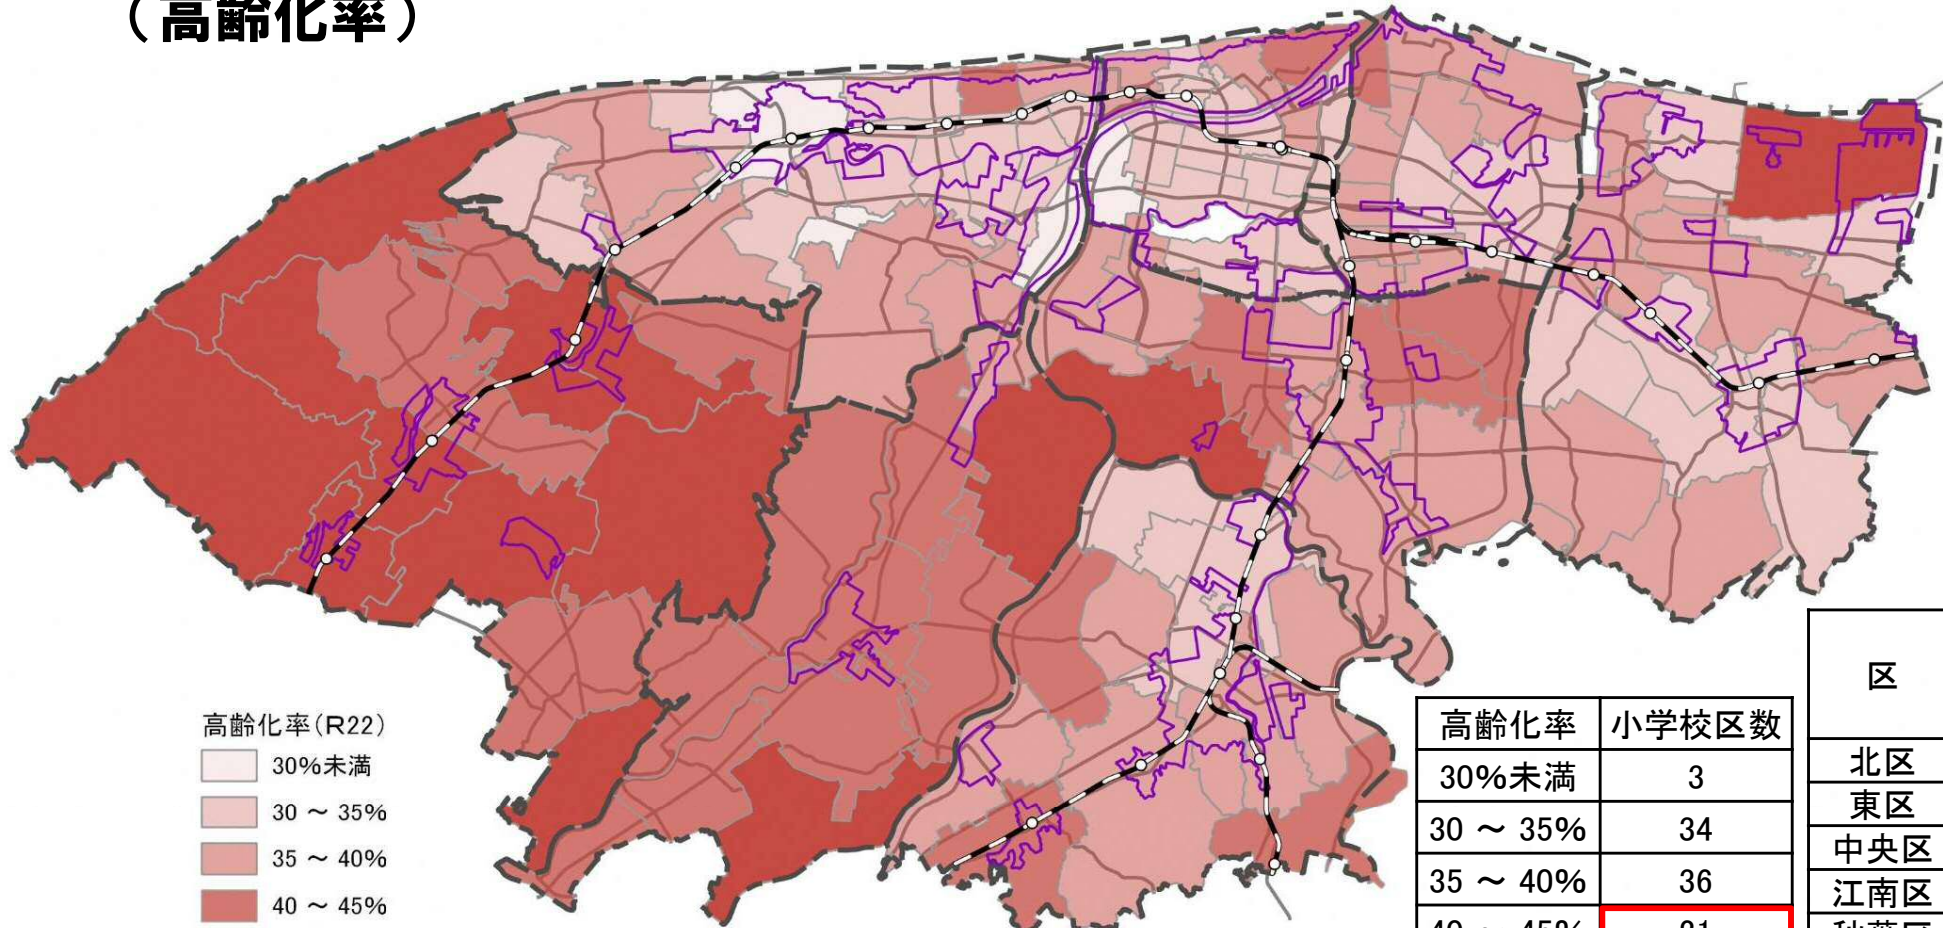 (高齢化率)
高齢化率(R22)
30%未満
30 ～ 35%
35 ～ 40%
40 ～ 45%
高齢化率 小学校区数
30%未満 3
30 ～ 35% 34
35 ～ 40% 36
区
北区
東区
中央区
江南区